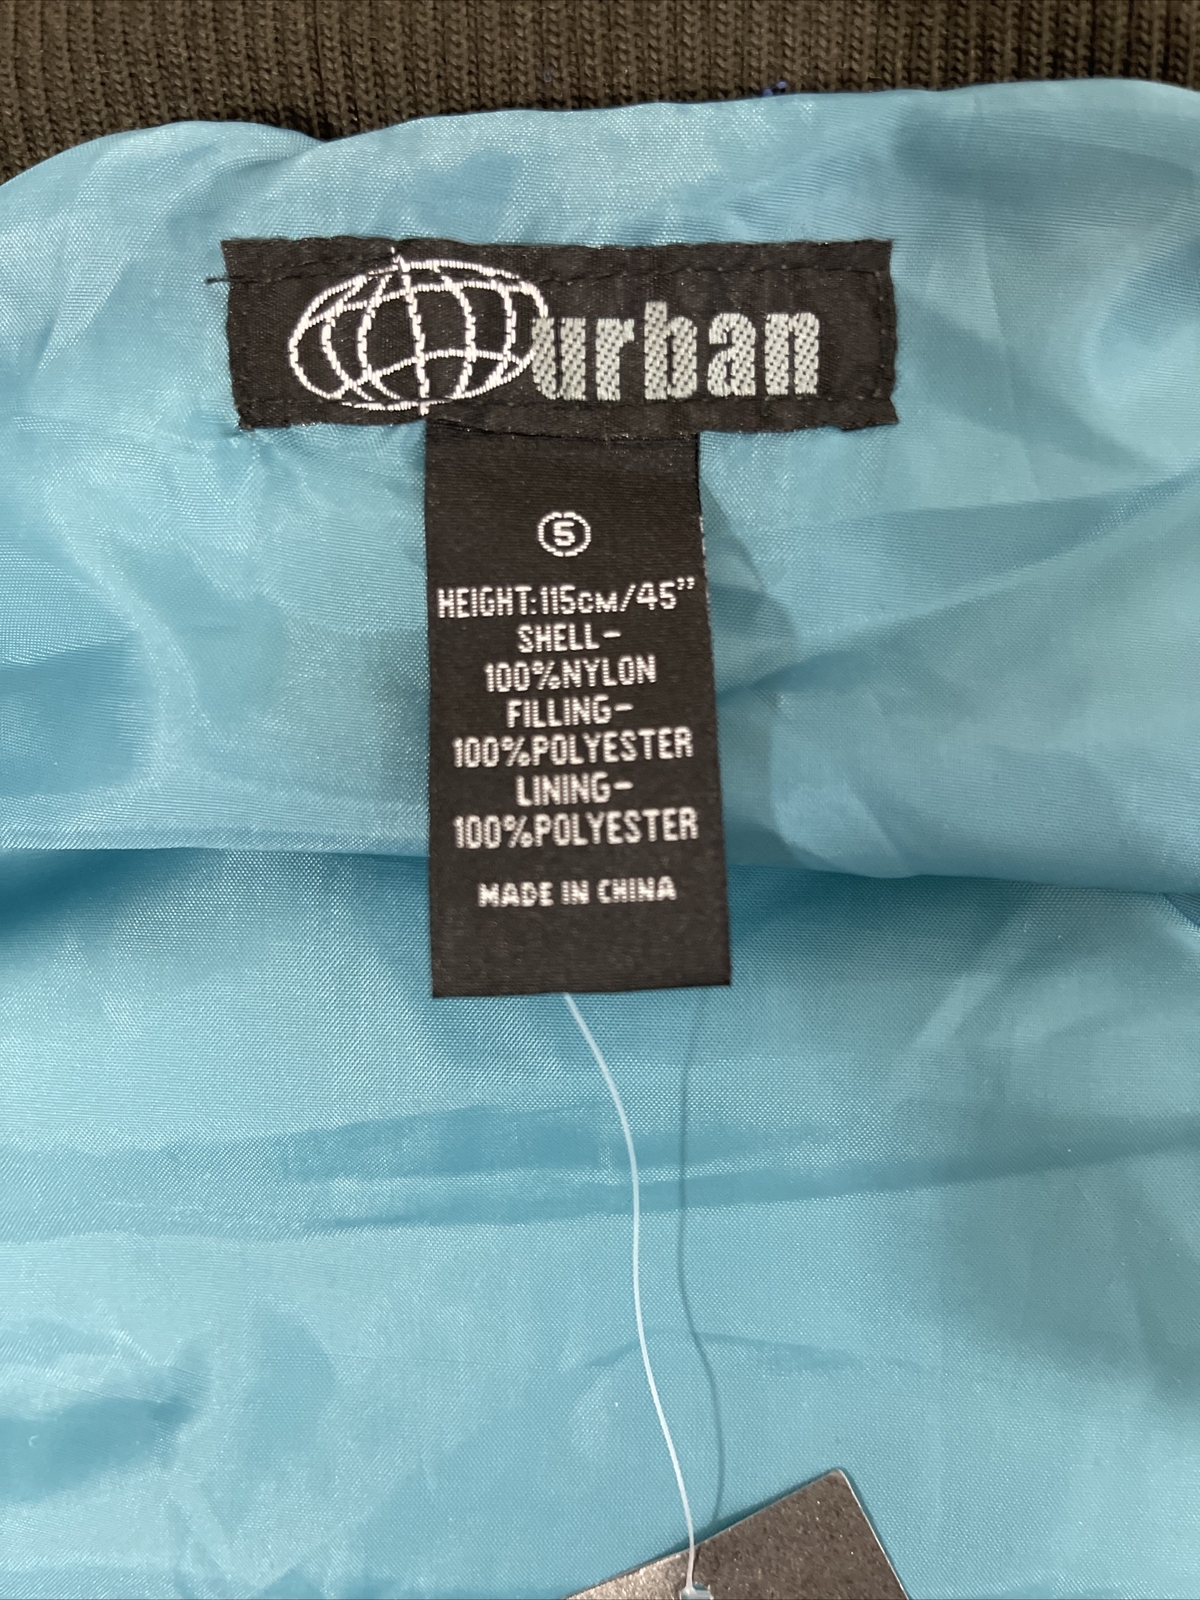 urban
5
HEIGHT:115CM/45”
SHELL-
100%NYLON
FILLING-
100%POLYESTER
LINING-
100%POLYESTER
MADE IN CHINA